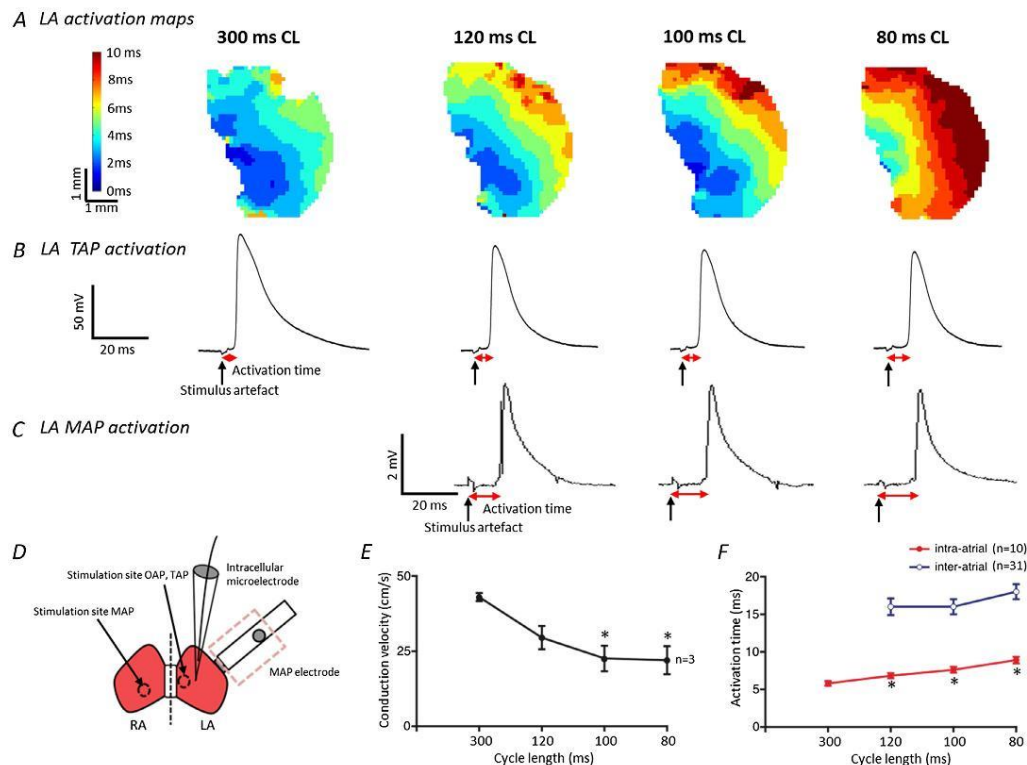 A LA activation maps
300 ms CL
120 ms CL
100 ms CL
80 ms CL
10 ms
8ms
6ms
4ms
2ms
0ms
1 mm
1 mm
B LA TAP activation
50 mV
20 ms
Activation time
Stimulus artefact
C LA MAP activation
2 mV
20 ms
Activation time
Stimulus artefact
D
Stimulation site OAP, TAP
Intracellular
microelectrode
Stimulation site MAP
MAP electrode
RA
LA
E
Conduction velocity (cm/s)
50
25
0
* *
n=3
300 120 100 80
Cycle length (ms)
F
intra-atrial (n=10)
inter-atrial (n=31)
Activation time (ms)
20
15
10
5
0
* * *
300 120 100 80
Cycle length (ms)